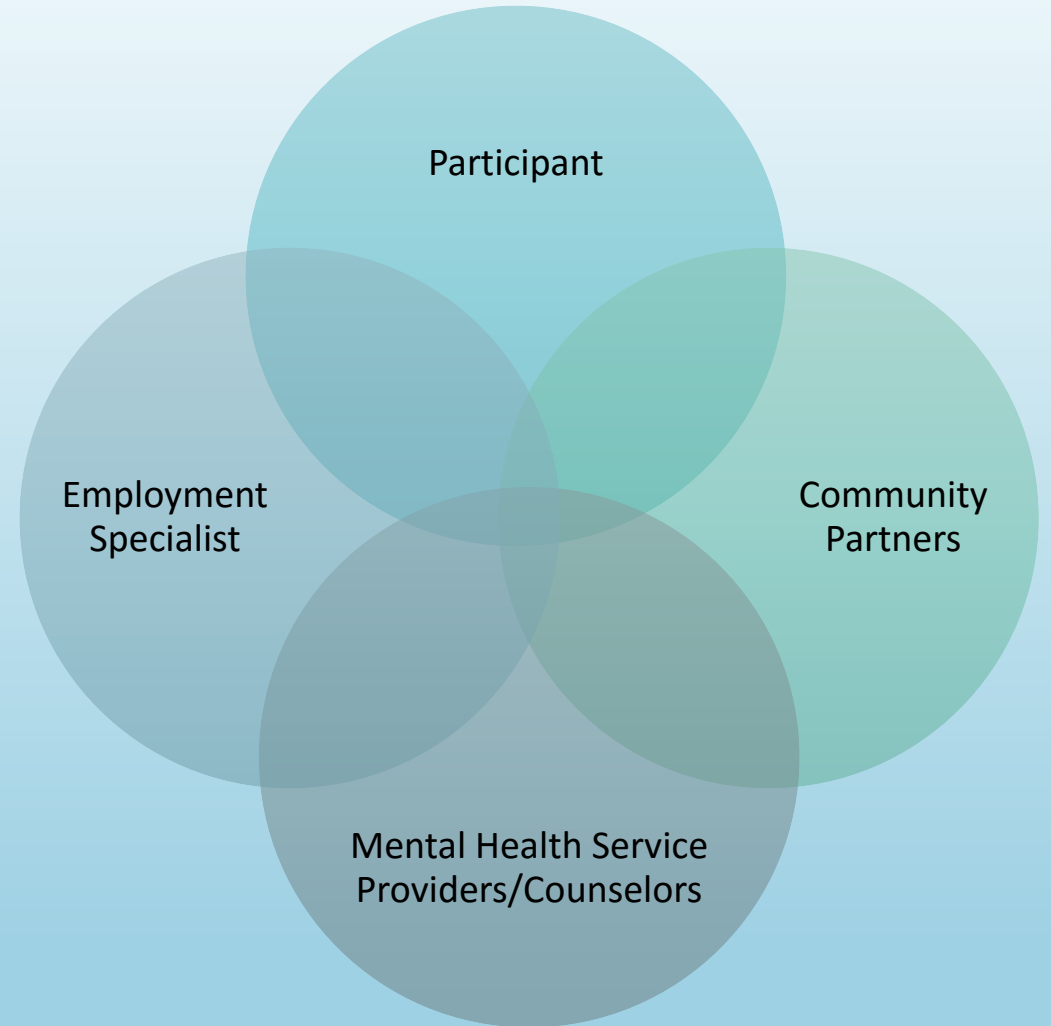 Participant
Employment
Specialist
Community
Partners
Mental Health Service
Providers/Counselors